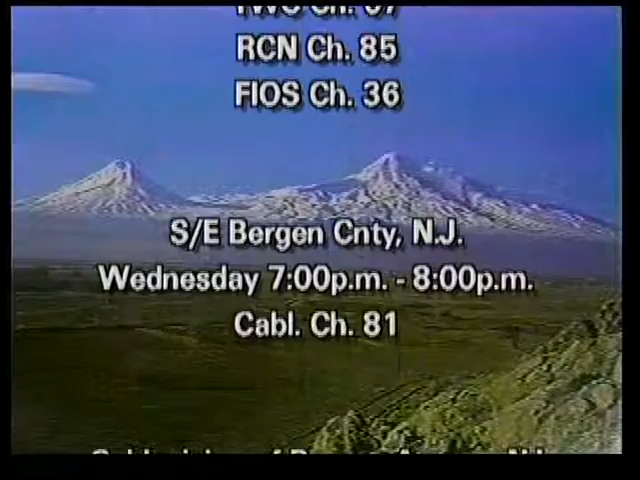 RCN Ch. 85
FIOS Ch. 36
S/E Bergen Cnty, N.J.
Wednesday 7:00p.m. - 8:00p.m.
Cabl. Ch. 81